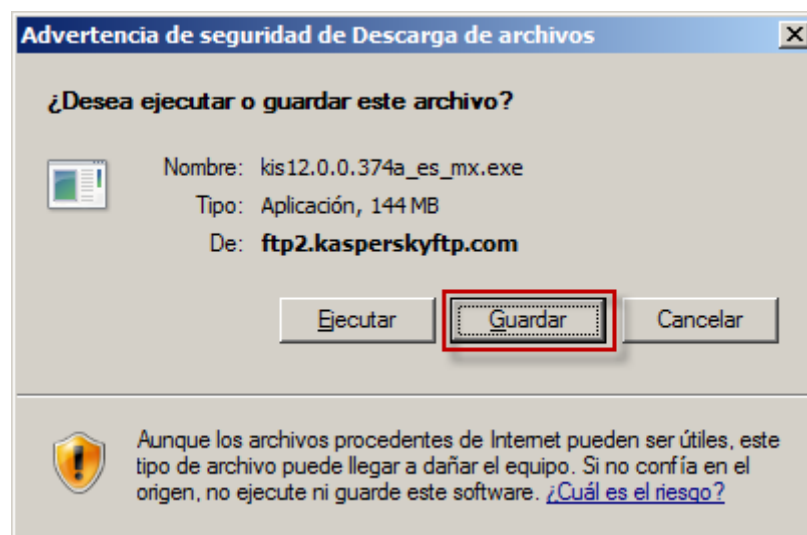 Advertencia de seguridad de Descarga de archivos
¿Desea ejecutar o guardar este archivo?
Nombre: kis12.0.0.374a_es_mx.exe
Tipo: Aplicación, 144 MB
De: ftp2.kasperskyftp.com
Ejecutar Guardar Cancelar
Aunque los archivos procedentes de Internet pueden ser útiles, este
tipo de archivo puede llegar a dañar el equipo. Si no confía en el
origen, no ejecute ni guarde este software. ¿Cuál es el riesgo?